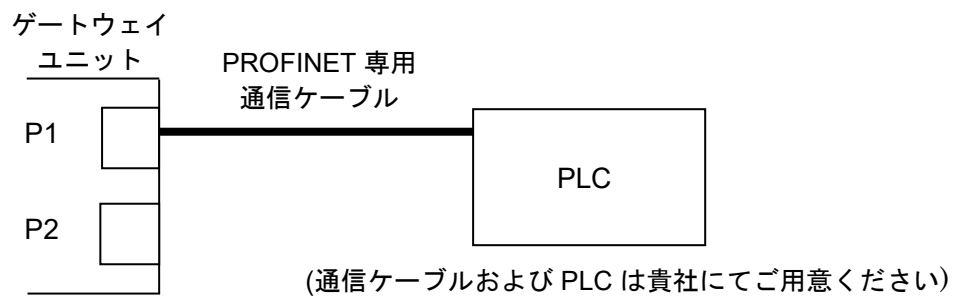 ゲートウェイ
ユニット
PROFINET 専用
通信ケーブル
P1
PLC
P2
(通信ケーブルおよび PLC は貴社にてご用意ください)